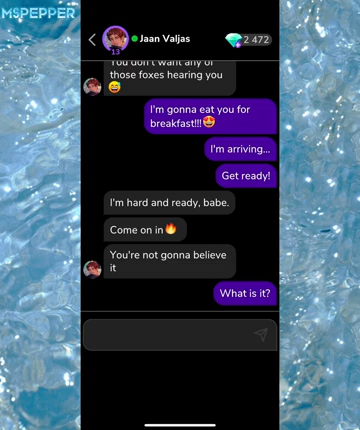 MSPEPPER
Jaan Valjas
2 472
13
You don't want any of
those foxes hearing you
😅
I'm gonna eat you for
breakfast!!!🤩
I'm arriving...
Get ready!
I'm hard and ready, babe.
Come on in🔥
You're not gonna believe
it
What is it?